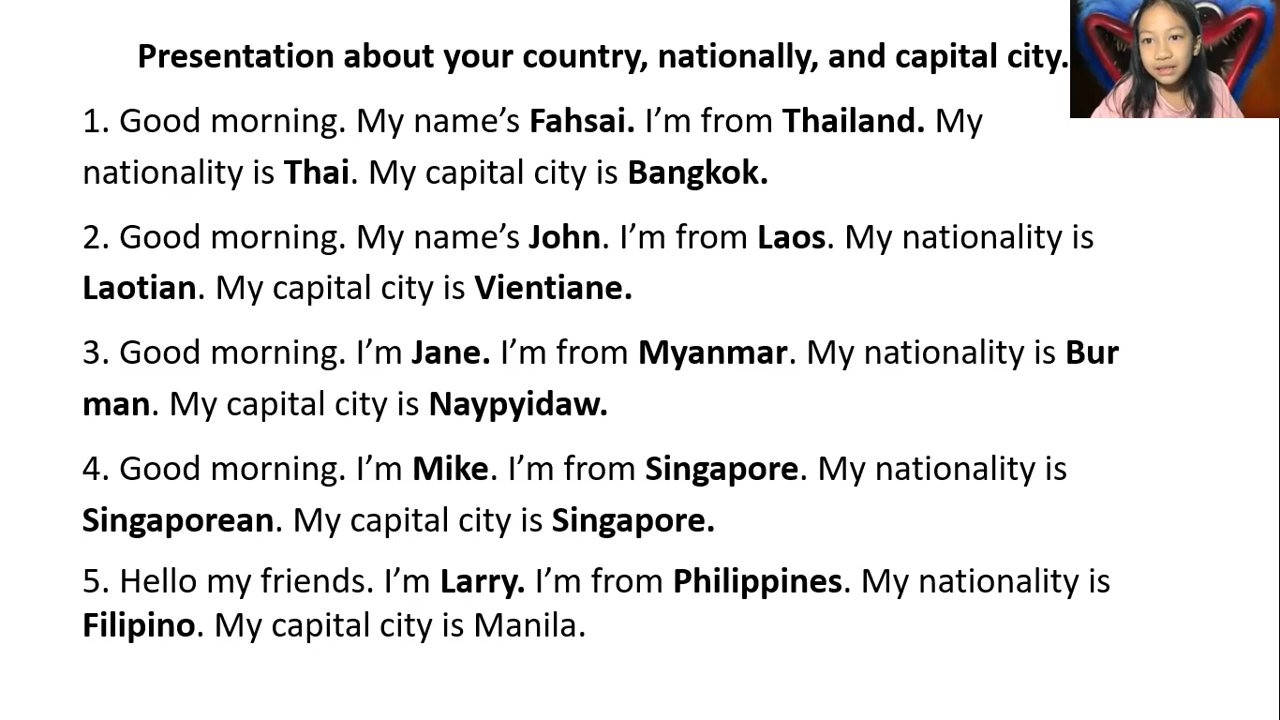 Presentation about your country, nationally, and capital city.
1. Good morning. My name’s Fahsai. I’m from Thailand. My
nationality is Thai. My capital city is Bangkok.
2. Good morning. My name’s John. I’m from Laos. My nationality is
Laotian. My capital city is Vientiane.
3. Good morning. I’m Jane. I’m from Myanmar. My nationality is Bur
man. My capital city is Naypyidaw.
4. Good morning. I’m Mike. I’m from Singapore. My nationality is
Singaporean. My capital city is Singapore.
5. Hello my friends. I’m Larry. I’m from Philippines. My nationality is
Filipino. My capital city is Manila.